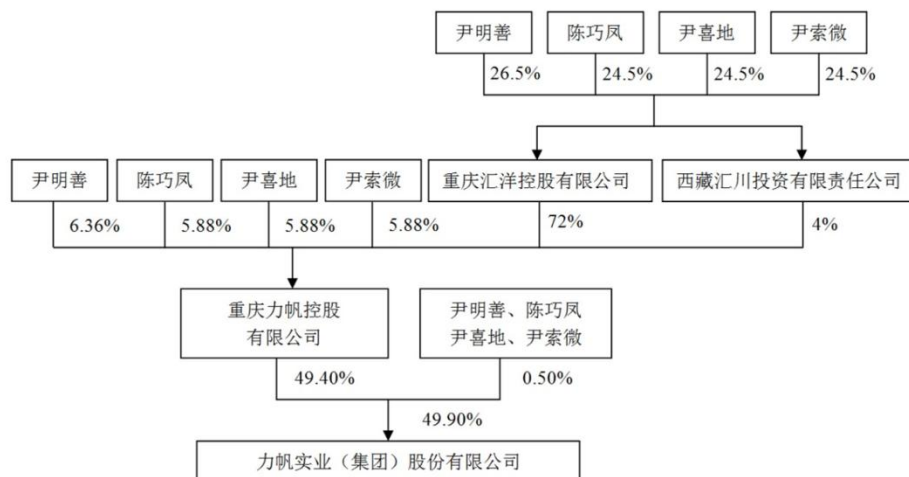 尹明善
陈巧凤
尹喜地
尹索微
26.5%
24.5%
24.5%
24.5%
尹明善
陈巧凤
尹喜地
尹索微
重庆汇洋控股有限公司
西藏汇川投资有限责任公司
6.36%
5.88%
5.88%
5.88%
72%
4%
重庆力帆控股
有限公司
尹明善、陈巧凤
尹喜地、尹索微
49.40%
0.50%
49.90%
力帆实业（集团）股份有限公司